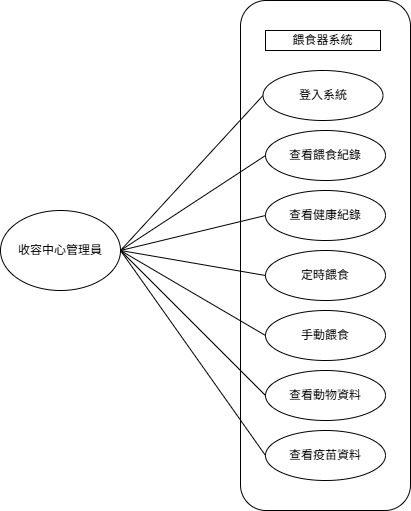 餵食器系統
登入系統
查看餵食紀錄
查看健康紀錄
收容中心管理員
定時餵食
手動餵食
查看動物資料
查看疫苗資料